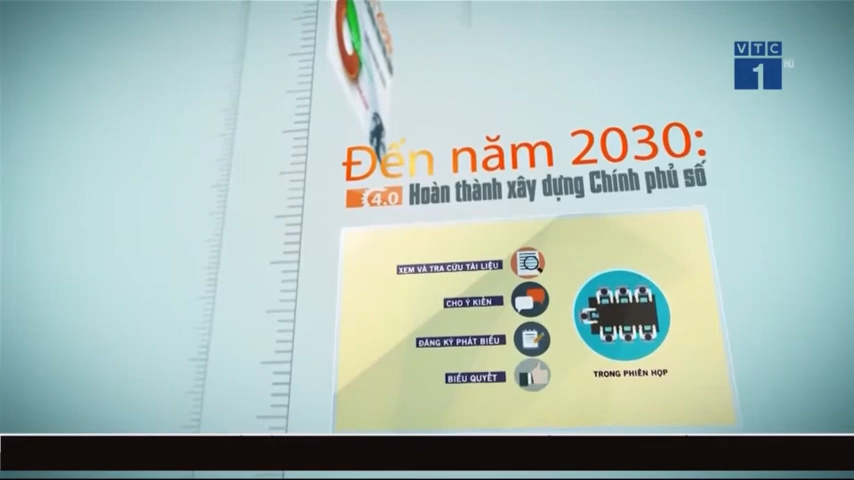 VTC
1
HD
Đến năm 2030:
4.0 Hoàn thành xây dựng Chính phủ số
XEM VÀ TRA CỨU TÀI LIỆU
CHO Ý KIẾN
ĐĂNG KÝ PHÁT BIỂU
BIỂU QUYẾT
TRONG PHIÊN HỌP